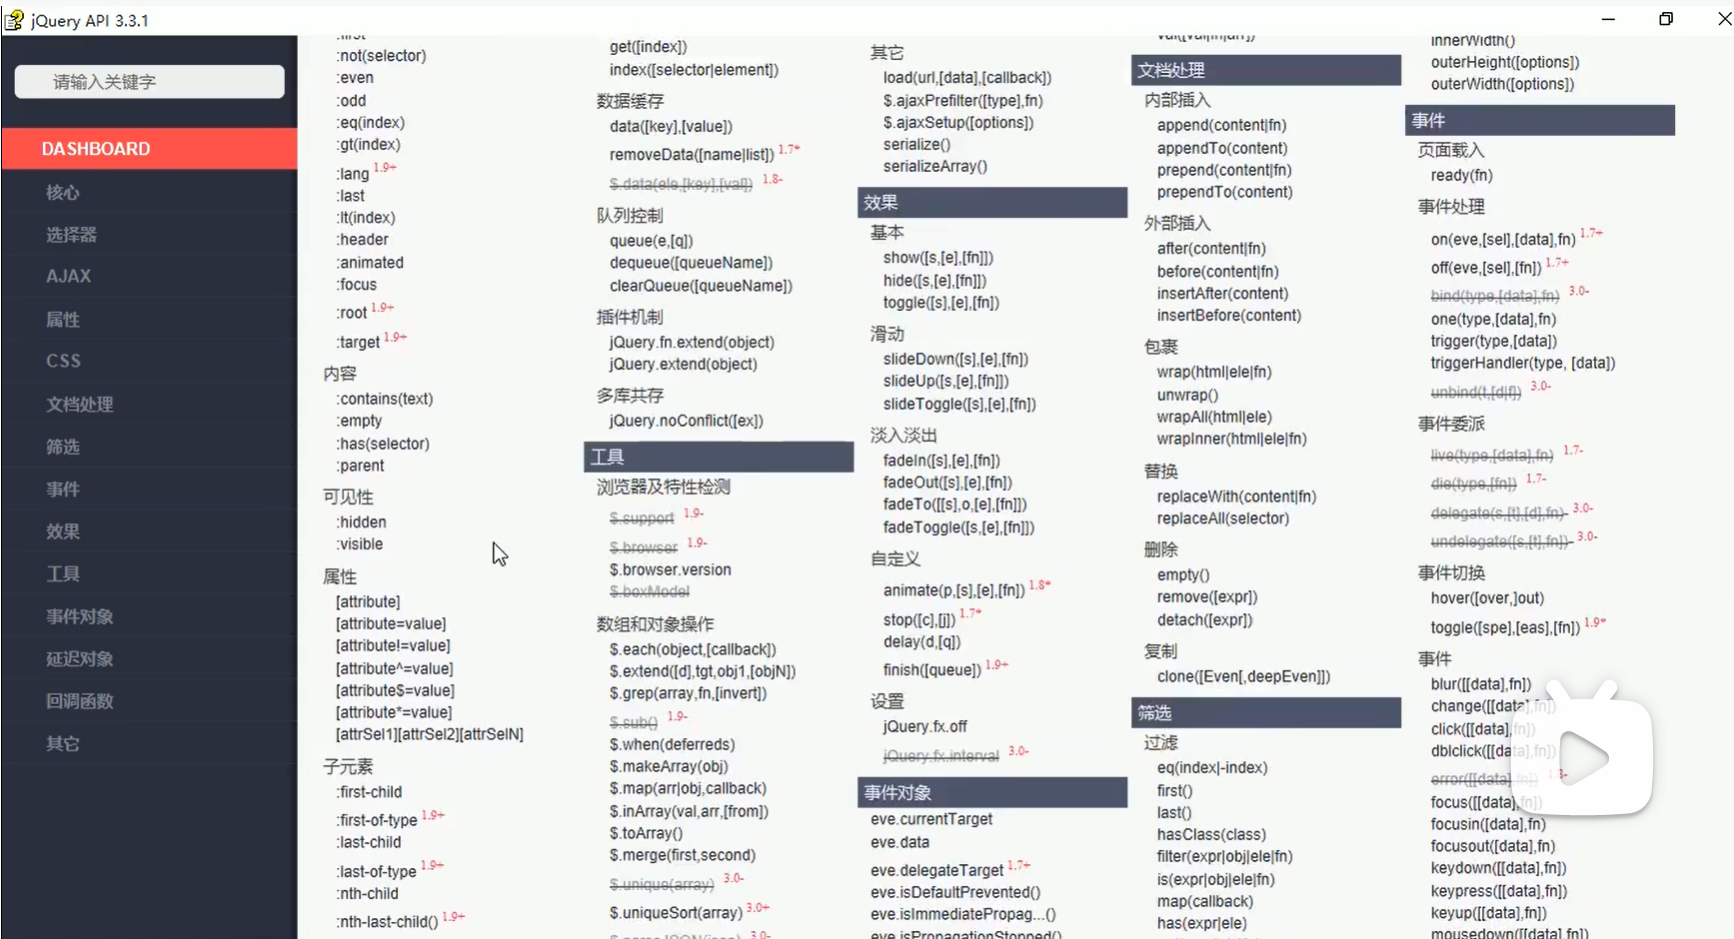 jQuery API 3.3.1
请输入关键字
DASHBOARD
核心
选择器
AJAX
属性
CSS
文档处理
筛选
事件
效果
工具
事件对象
延迟对象
回调函数
其它
:not(selector)
:even
:odd
:eq(index)
:gt(index)
:lang 1.9+
:last
:lt(index)
:header
:animated
:focus
:root 1.9+
:target 1.9+
内容
:contains(text)
:empty
:has(selector)
:parent
可见性
:hidden
:visible
属性
[attribute]
[attribute=value]
[attribute!=value]
[attribute^=value]
[attribute$=value]
[attribute*=value]
[attrSel1][attrSel2][attrSelN]
子元素
:first-child
:first-of-type 1.9+
:last-child
:last-of-type 1.9+
:nth-child
:nth-last-child() 1.9+
get([index])
index([selector|element])
数据缓存
data([key],[value])
removeData([name|list]) 1.7*
$.data(ele,[key],[val]) 1.8-
队列控制
queue(e,[q])
dequeue([queueName])
clearQueue([queueName])
插件机制
jQuery.fn.extend(object)
jQuery.extend(object)
多库共存
jQuery.noConflict([ex])
工具
浏览器及特性检测
$.support 1.9-
$.browser 1.9-
$.browser.version
$.boxModel
数组和对象操作
$.each(object,[callback])
$.extend([d],tgt,obj1,[objN])
$.grep(array,fn,[invert])
$.sub() 1.9-
$.when(deferreds)
$.makeArray(obj)
$.map(arr|obj,callback)
$.inArray(val,arr,[from])
$.toArray()
$.merge(first,second)
$.unique(array) 3.0-
$.uniqueSort(array) 3.0+
3.0-
其它
load(url,[data],[callback])
$.ajaxPrefilter([type],fn)
$.ajaxSetup([options])
serialize()
serializeArray()
效果
基本
show([s,[e],[fn]])
hide([s,[e],[fn]])
toggle([s],[e],[fn])
滑动
slideDown([s],[e],[fn])
slideUp([s,[e],[fn]])
slideToggle([s],[e],[fn])
淡入淡出
fadeIn([s],[e],[fn])
fadeOut([s],[e],[fn])
fadeTo([[s],o,[e],[fn]])
fadeToggle([s,[e],[fn]])
自定义
animate(p,[s],[e],[fn]) 1.8*
stop([c],[j]) 1.7*
delay(d,[q])
finish([queue]) 1.9+
设置
jQuery.fx.off
jQuery.fx.interval 3.0-
事件对象
eve.currentTarget
eve.data
eve.delegateTarget 1.7+
eve.isDefaultPrevented()
eve.isImmediatePropag...()
eve.isPropagationStopped()
文档处理
内部插入
append(content|fn)
appendTo(content)
prepend(content|fn)
prependTo(content)
外部插入
after(content|fn)
before(content|fn)
insertAfter(content)
insertBefore(content)
包裹
wrap(html|ele|fn)
unwrap()
wrapAll(html|ele)
wrapInner(html|ele|fn)
替换
replaceWith(content|fn)
replaceAll(selector)
删除
empty()
remove([expr])
detach([expr])
复制
clone([Even[,deepEven]])
筛选
过滤
eq(index|-index)
first()
last()
hasClass(class)
filter(expr|obj|ele|fn)
is(expr|obj|ele|fn)
map(callback)
has(expr|ele)
innerWidth()
outerHeight([options])
outerWidth([options])
事件
页面载入
ready(fn)
事件处理
on(eve,[sel],[data],fn) 1.7+
off(eve,[sel],[fn]) 1.7+
bind(type,[data],fn) 3.0-
one(type,[data],fn)
trigger(type,[data])
triggerHandler(type, [data])
unbind(t,[d|f]) 3.0-
事件委派
live(type,[data],fn) 1.7-
die(type,[fn]) 1.7-
delegate(s,[t],[d],fn) 3.0-
undelegate([s,[t],fn]) 3.0-
事件切换
hover([over,]out)
toggle([spe],[eas],[fn]) 1.9*
事件
blur([[data],fn])
change([[data],fn])
click([[data],fn])
dblclick([[data],fn])
error([[data],fn])
focus([[data],fn])
focusin([data],fn)
focusout([data],fn)
keydown([[data],fn])
keypress([[data],fn])
keyup([[data],fn])
mousedown([[data],fn])